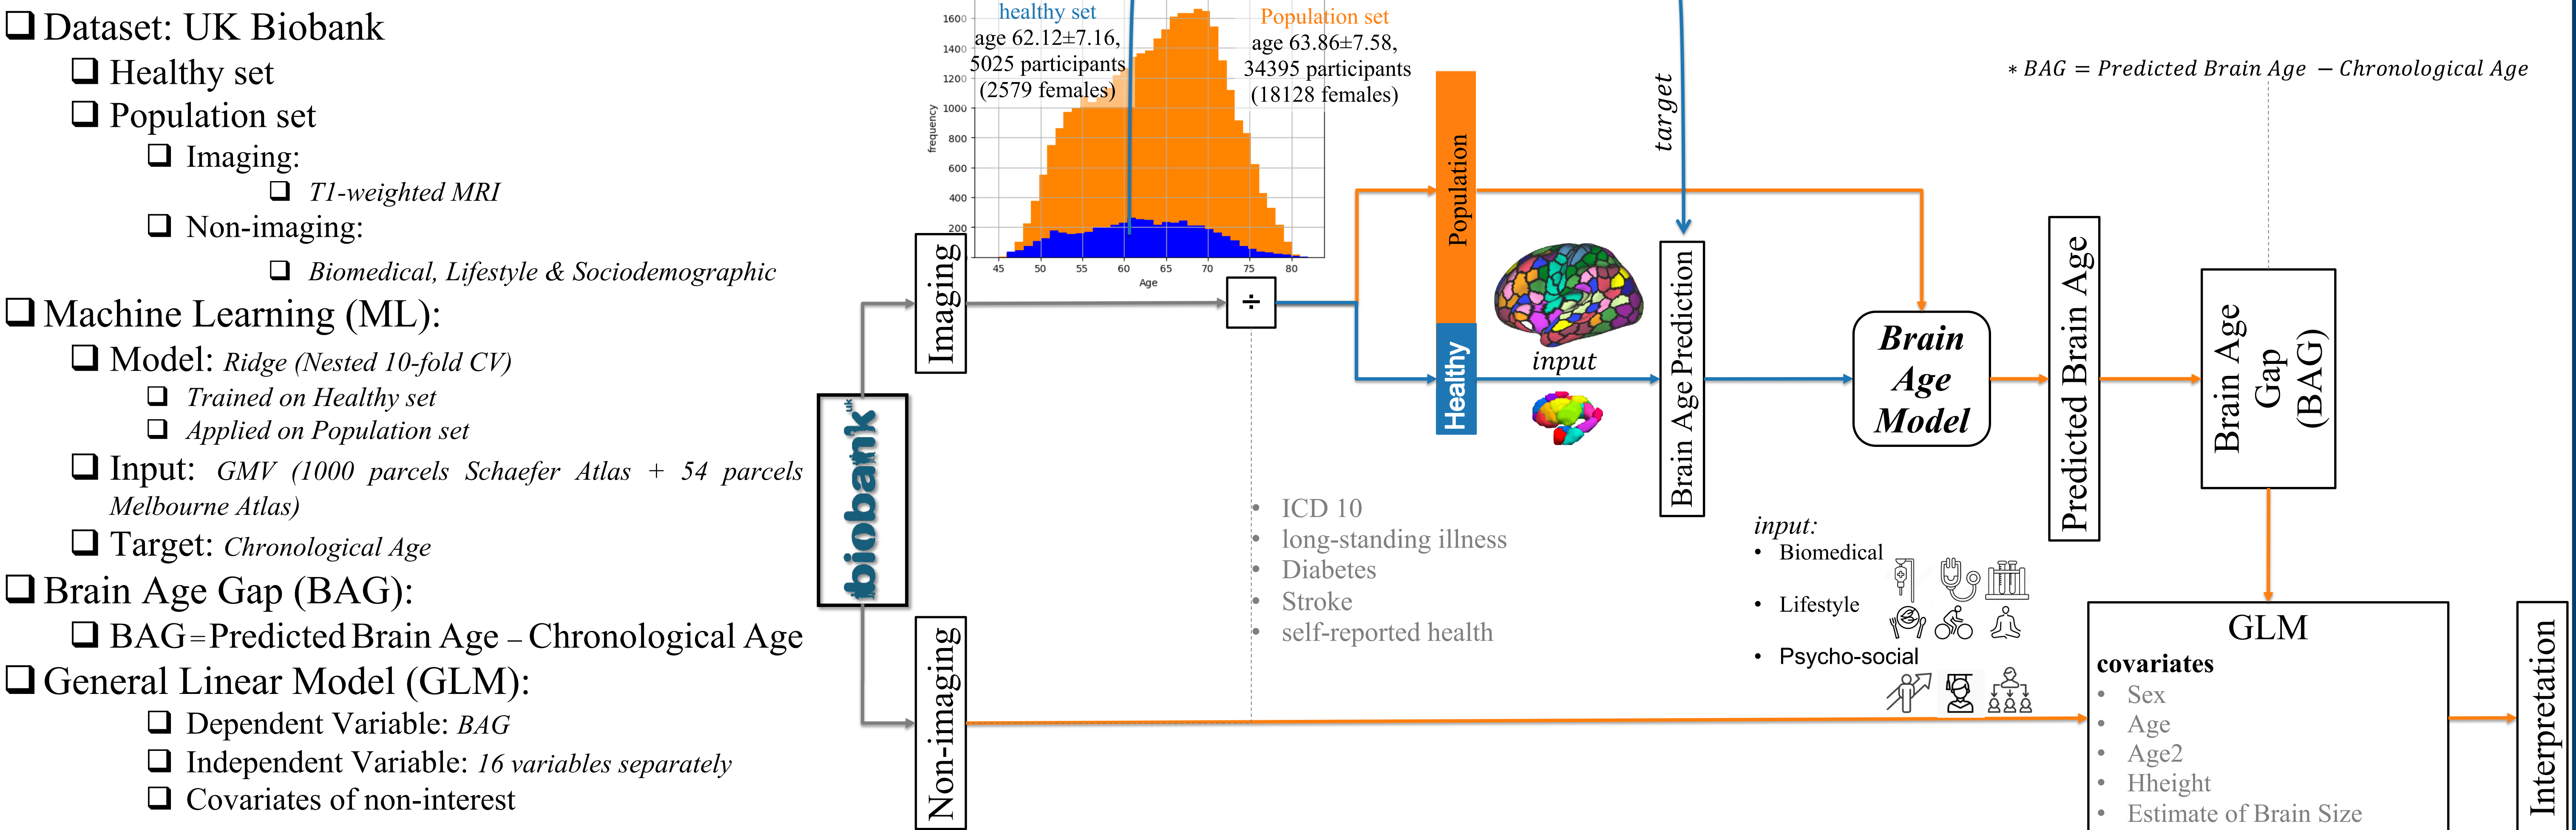 Dataset: UK Biobank
Healthy set
Population set
Imaging:
T1-weighted MRI
Non-imaging:
Biomedical, Lifestyle & Sociodemographic
Machine Learning (ML):
Model: Ridge (Nested 10-fold CV)
Trained on Healthy set
Applied on Population set
Input: GMV (1000 parcels Schaefer Atlas + 54 parcels
Melbourne Atlas)
Target: Chronological Age
Brain Age Gap (BAG):
BAG=Predicted Brain Age – Chronological Age
General Linear Model (GLM):
Dependent Variable: BAG
Independent Variable: 16 variables separately
Covariates of non-interest
biobank uk
Imaging
Non-imaging
healthy set
age 62.12±7.16,
5025 participants
(2579 females)
Population set
age 63.86±7.58,
34395 participants
(18128 females)
1600
1400
1200
1000
800
600
400
200
0
frequency
45 50 55 60 65 70 75 80
Age
÷
ICD 10
long-standing illness
Diabetes
Stroke
self-reported health
Population
Healthy
input
target
Brain Age Prediction
Brain
Age
Model
Predicted Brain Age
* BAG = Predicted Brain Age − Chronological Age
Brain Age
Gap
(BAG)
input:
Biomedical
Lifestyle
Psycho-social
GLM
covariates
Sex
Age
Age2
Hheight
Estimate of Brain Size
Interpretation